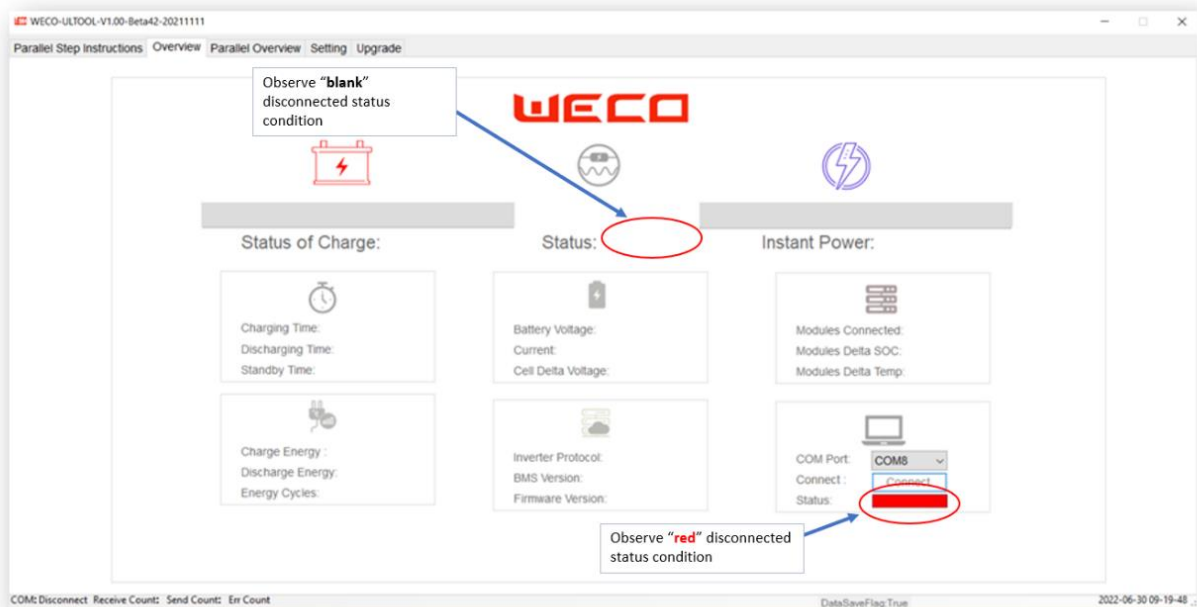 WECO-ULTOOL-V1.00-Beta42-20211111
Parallel Step Instructions Overview Parallel Overview Setting Upgrade
Observe “blank”
disconnected status
condition
WECO
Status of Charge:
Status:
Instant Power:
Charging Time:
Discharging Time:
Standby Time:
Battery Voltage:
Current:
Cell Delta Voltage:
Modules Connected:
Modules Delta SOC:
Modules Delta Temp:
Charge Energy :
Discharge Energy:
Energy Cycles:
Inverter Protocol:
BMS Version:
Firmware Version:
COM Port: COM8
Connect : Connect
Status:
Observe “red” disconnected
status condition
COM: Disconnect Receive Count: Send Count: Err Count
DataSaveFlag:True
2022-06-30 09-19-48